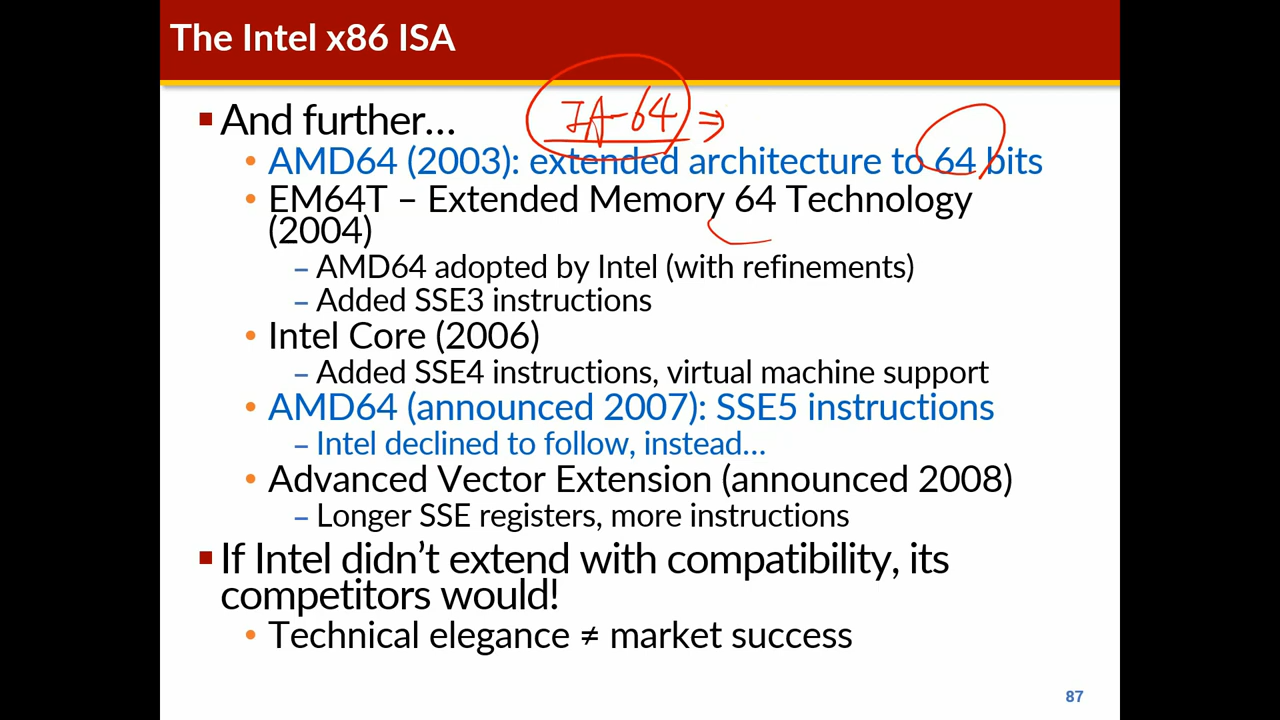 The Intel x86 ISA
IA-64 ⇒
▪ And further…
• AMD64 (2003): extended architecture to 64 bits
• EM64T – Extended Memory 64 Technology
(2004)
– AMD64 adopted by Intel (with refinements)
– Added SSE3 instructions
• Intel Core (2006)
– Added SSE4 instructions, virtual machine support
• AMD64 (announced 2007): SSE5 instructions
– Intel declined to follow, instead…
• Advanced Vector Extension (announced 2008)
– Longer SSE registers, more instructions
▪ If Intel didn’t extend with compatibility, its
competitors would!
• Technical elegance ≠ market success
87